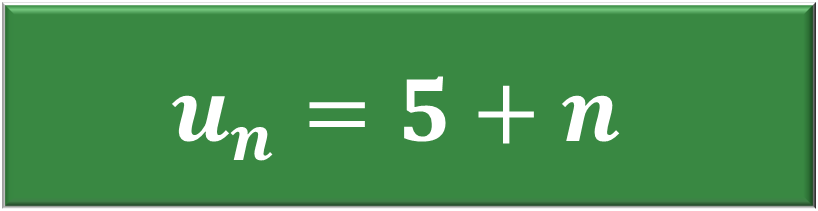 uₙ = 5 + n